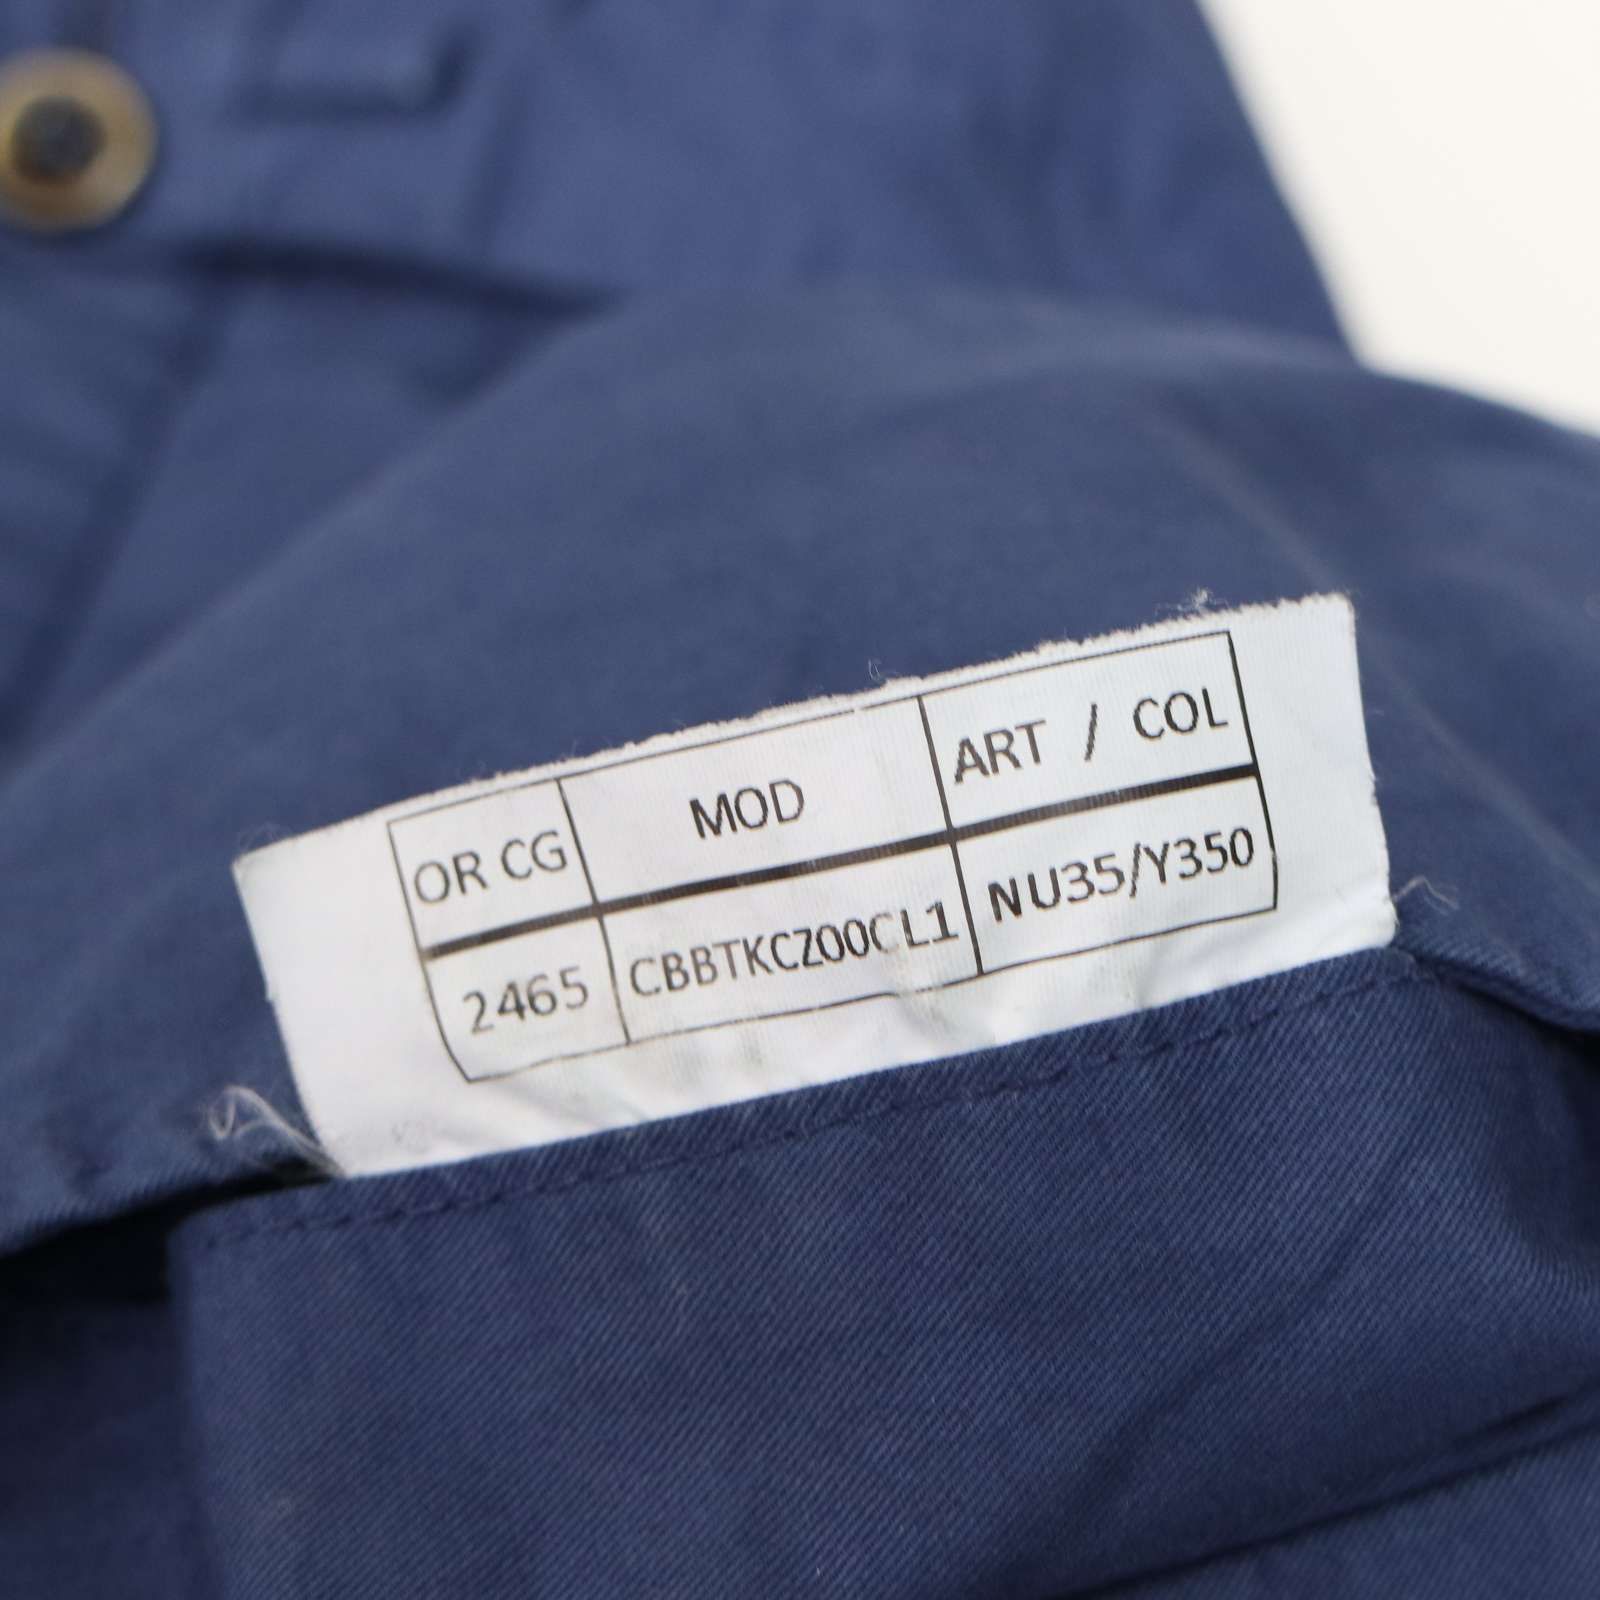 OR CG MOD ART / COL
2465 CBBTKCZ00CL1 NU35/Y350